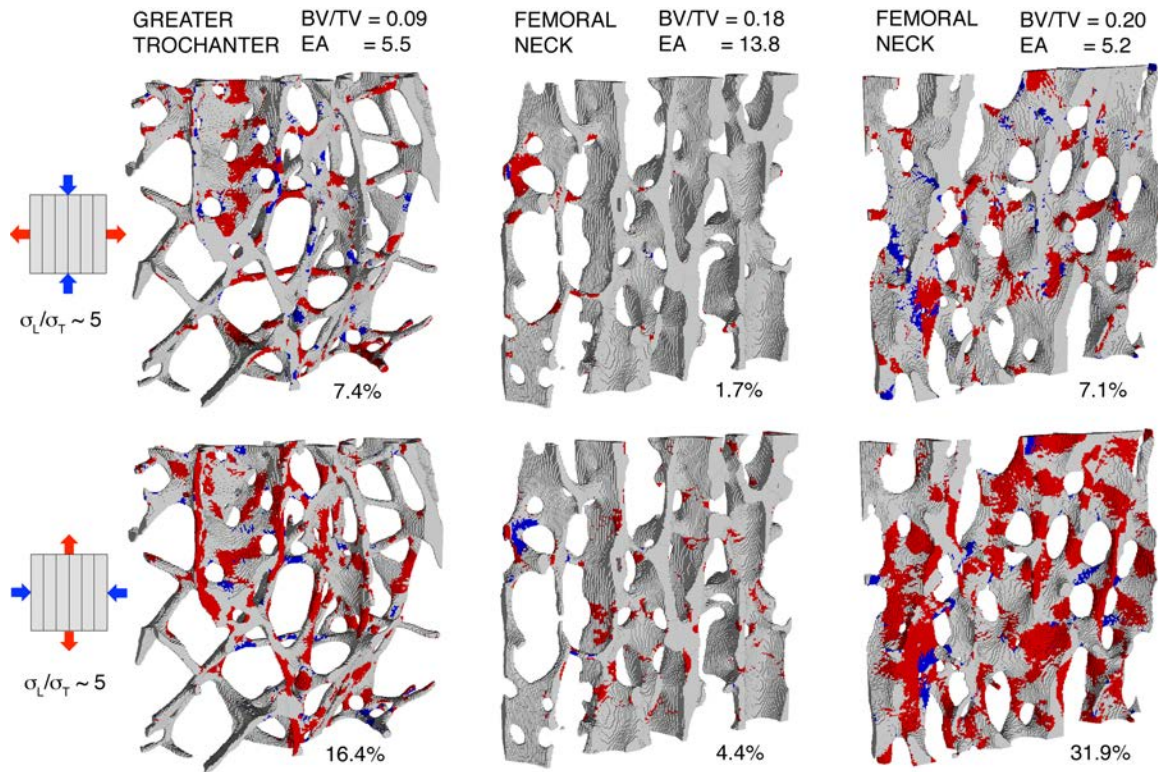 GREATER
TROCHANTER
BV/TV = 0.09
EA = 5.5
FEMORAL
NECK
BV/TV = 0.18
EA = 13.8
FEMORAL
NECK
BV/TV = 0.20
EA = 5.2
σL/σT ~ 5
7.4%
1.7%
7.1%
σL/σT ~ 5
16.4%
4.4%
31.9%